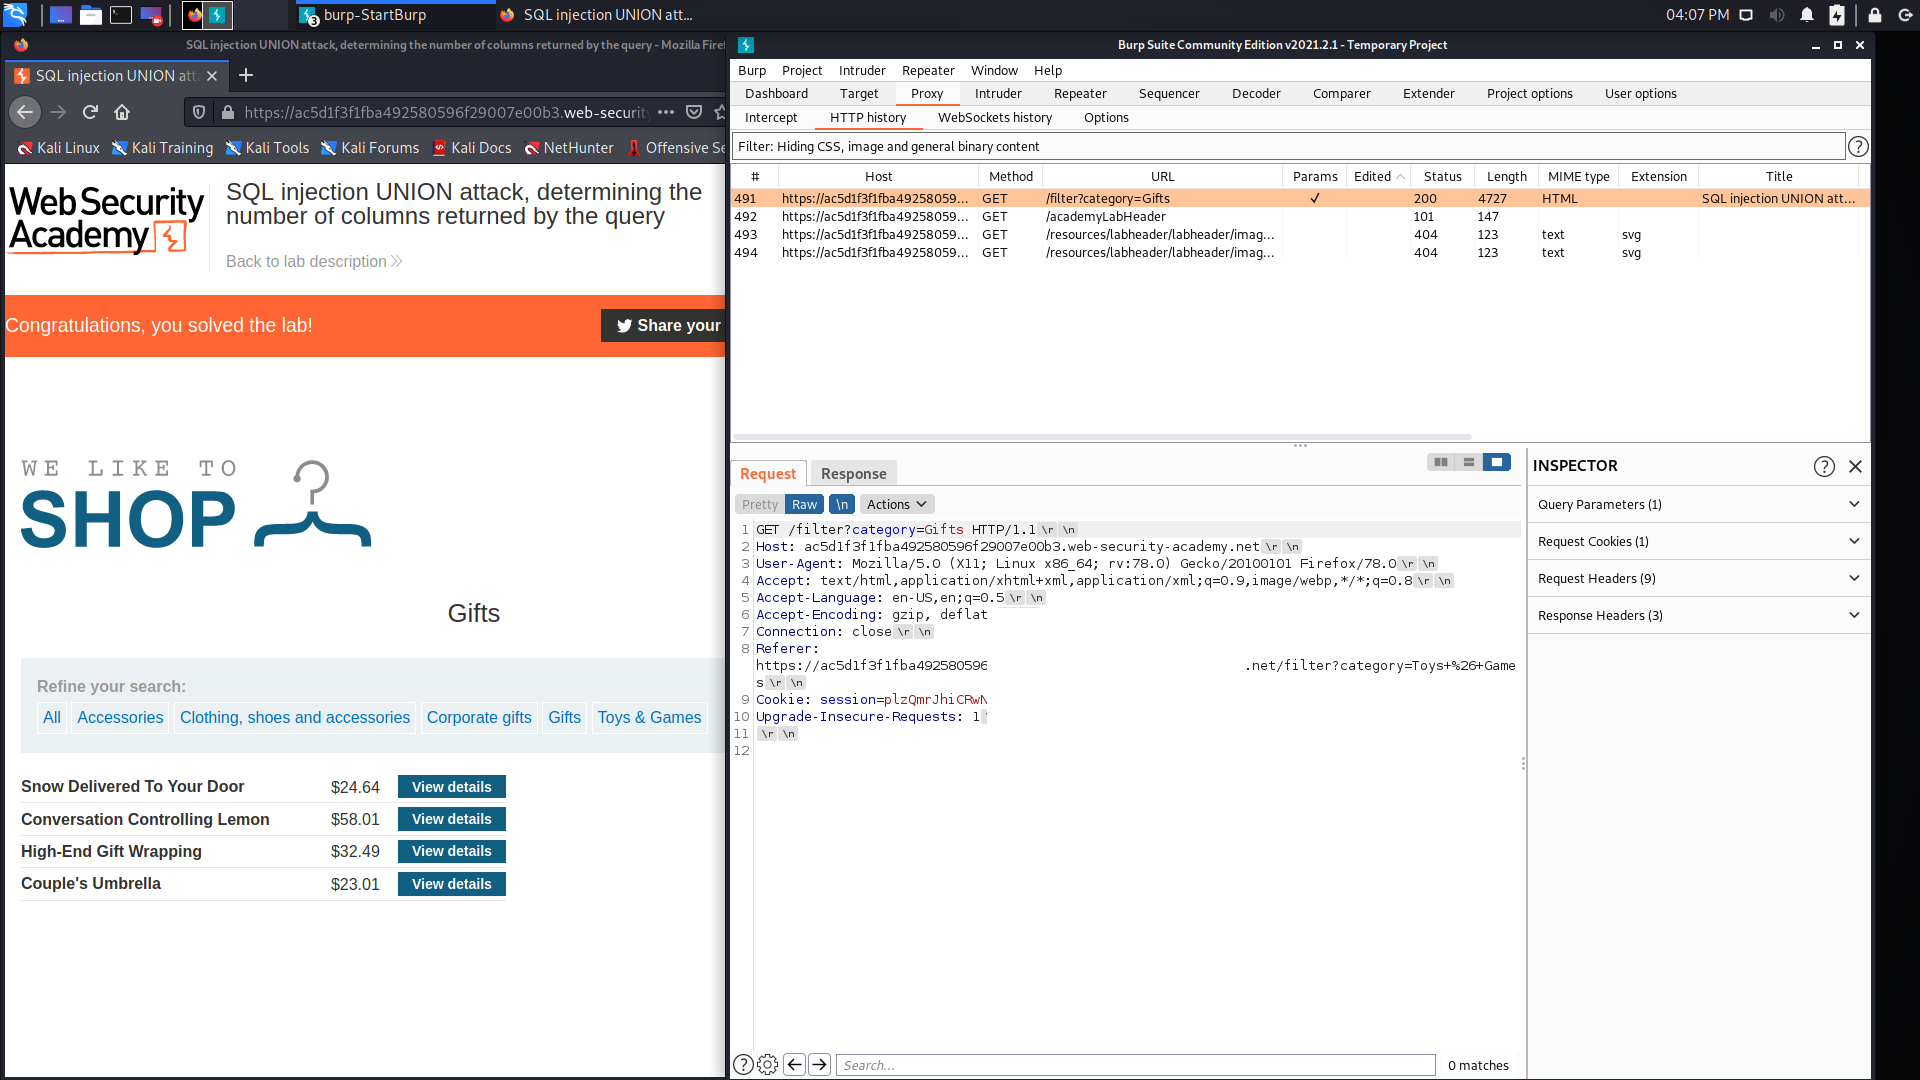 burp-StartBurp
3
SQL injection UNION att...
04:07 PM
SQL injection UNION attack, determining the number of columns returned by the query - Mozilla Firef
SQL injection UNION att
https://ac5d1f3f1fba492580596f29007e00b3.web-security
Kali Linux
Kali Training
Kali Tools
Kali Forums
Kali Docs
NetHunter
Offensive Se
Web Security
Academy
SQL injection UNION attack, determining the
number of columns returned by the query
Back to lab description
Congratulations, you solved the lab!
Share your
WE LIKE TO
SHOP
Gifts
Refine your search:
All
Accessories
Clothing, shoes and accessories
Corporate gifts
Gifts
Toys & Games
Snow Delivered To Your Door $24.64 View details
Conversation Controlling Lemon $58.01 View details
High-End Gift Wrapping $32.49 View details
Couple's Umbrella $23.01 View details
Burp Suite Community Edition v2021.2.1 - Temporary Project
Burp Project Intruder Repeater Window Help
Dashboard Target Proxy Intruder Repeater Sequencer Decoder Comparer Extender Project options User options
Intercept HTTP history WebSockets history Options
Filter: Hiding CSS, image and general binary content
# Host Method URL Params Edited Status Length MIME type Extension Title
491 https://ac5d1f3f1fba49258059... GET /filter?category=Gifts ✓ 200 4727 HTML SQL injection UNION att...
492 https://ac5d1f3f1fba49258059... GET /academyLabHeader 101 147
493 https://ac5d1f3f1fba49258059... GET /resources/labheader/labheader/imag... 404 123 text svg
494 https://ac5d1f3f1fba49258059... GET /resources/labheader/labheader/imag... 404 123 text svg
Request Response
Pretty Raw \n Actions
1 GET /filter?category=Gifts HTTP/1.1 \r \n
2 Host: ac5d1f3f1fba492580596f29007e00b3.web-security-academy.net \r \n
3 User-Agent: Mozilla/5.0 (X11; Linux x86_64; rv:78.0) Gecko/20100101 Firefox/78.0 \r \n
4 Accept: text/html,application/xhtml+xml,application/xml;q=0.9,image/webp,*/*;q=0.8 \r \n
5 Accept-Language: en-US,en;q=0.5 \r \n
6 Accept-Encoding: gzip, deflat
7 Connection: close \r \n
8 Referer:
https://ac5d1f3f1fba492580596 .net/filter?category=Toys+%26+Game
s \r \n
9 Cookie: session=plzQmrJhiCRwN
10 Upgrade-Insecure-Requests: 1
11 \r \n
12
INSPECTOR
Query Parameters (1)
Request Cookies (1)
Request Headers (9)
Response Headers (3)
Search...
0 matches